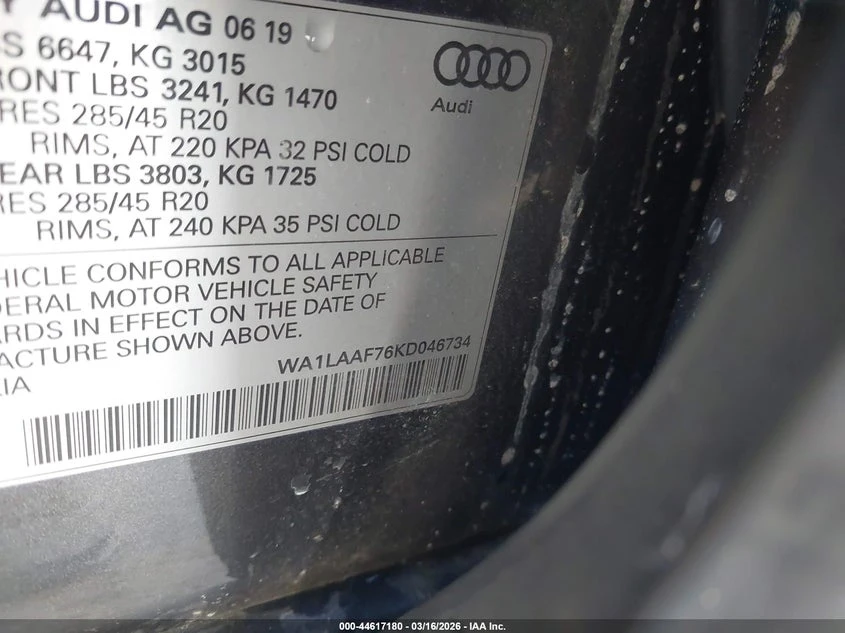 Y AUDI AG 06 19
S 6647, KG 3015
RONT LBS 3241, KG 1470
RES 285/45 R20
RIMS, AT 220 KPA 32 PSI COLD
EAR LBS 3803, KG 1725
RES 285/45 R20
RIMS, AT 240 KPA 35 PSI COLD
Audi
HICLE CONFORMS TO ALL APPLICABLE
DERAL MOTOR VEHICLE SAFETY
ARDS IN EFFECT ON THE DATE OF
ACTURE SHOWN ABOVE.
WA1LAAF76KD046734
LIA
000-44617180 - 03/16/2026 - IAA Inc.